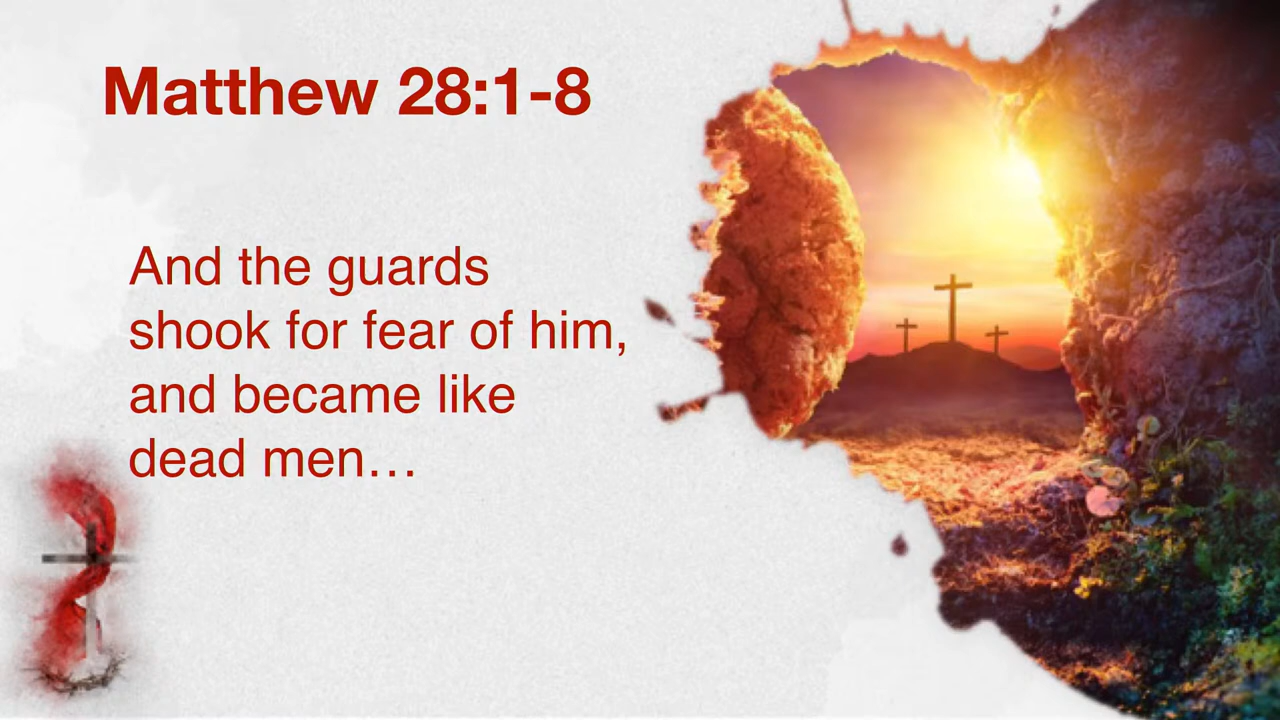 Matthew 28:1-8
And the guards
shook for fear of him,
and became like
dead men…